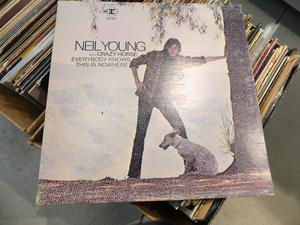 NEIL YOUNG
WITH CRAZY HORSE
EVERYBODY KNOWS
THIS IS NOWHERE